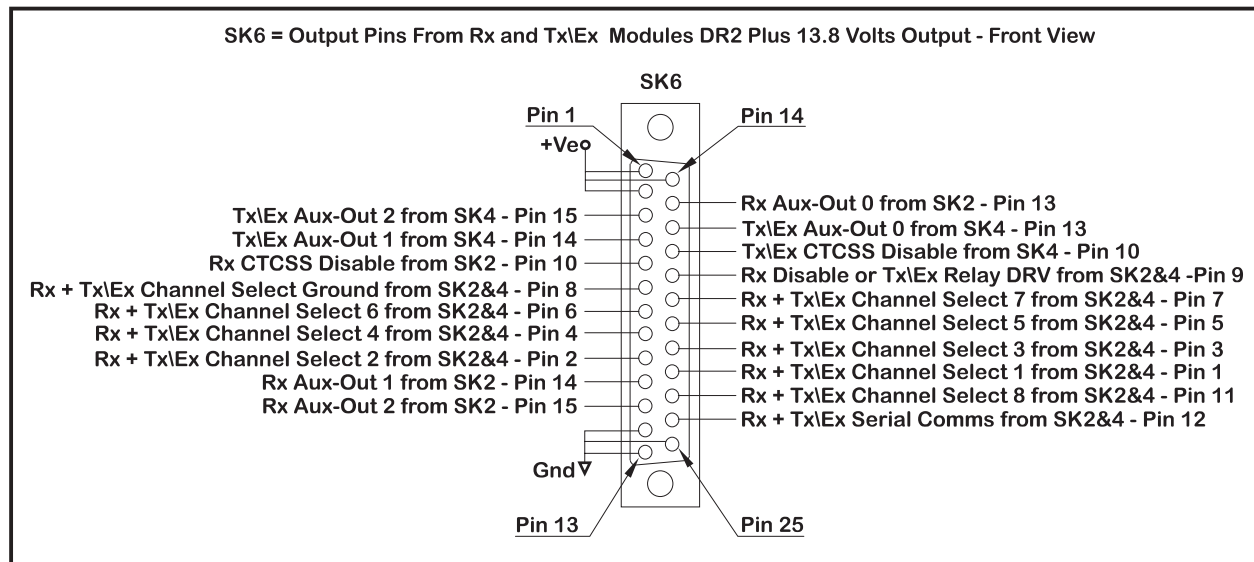 SK6 = Output Pins From Rx and Tx\Ex Modules DR2 Plus 13.8 Volts Output - Front View
SK6
Pin 1
Pin 14
+Ve
Tx\Ex Aux-Out 2 from SK4 - Pin 15
Tx\Ex Aux-Out 1 from SK4 - Pin 14
Rx CTCSS Disable from SK2 - Pin 10
Rx + Tx\Ex Channel Select Ground from SK2&4 - Pin 8
Rx + Tx\Ex Channel Select 6 from SK2&4 - Pin 6
Rx + Tx\Ex Channel Select 4 from SK2&4 - Pin 4
Rx + Tx\Ex Channel Select 2 from SK2&4 - Pin 2
Rx Aux-Out 1 from SK2 - Pin 14
Rx Aux-Out 2 from SK2 - Pin 15
Rx Aux-Out 0 from SK2 - Pin 13
Tx\Ex Aux-Out 0 from SK4 - Pin 13
Tx\Ex CTCSS Disable from SK4 - Pin 10
Rx Disable or Tx\Ex Relay DRV from SK2&4 -Pin 9
Rx + Tx\Ex Channel Select 7 from SK2&4 - Pin 7
Rx + Tx\Ex Channel Select 5 from SK2&4 - Pin 5
Rx + Tx\Ex Channel Select 3 from SK2&4 - Pin 3
Rx + Tx\Ex Channel Select 1 from SK2&4 - Pin 1
Rx + Tx\Ex Channel Select 8 from SK2&4 - Pin 11
Rx + Tx\Ex Serial Comms from SK2&4 - Pin 12
Gnd
Pin 13
Pin 25